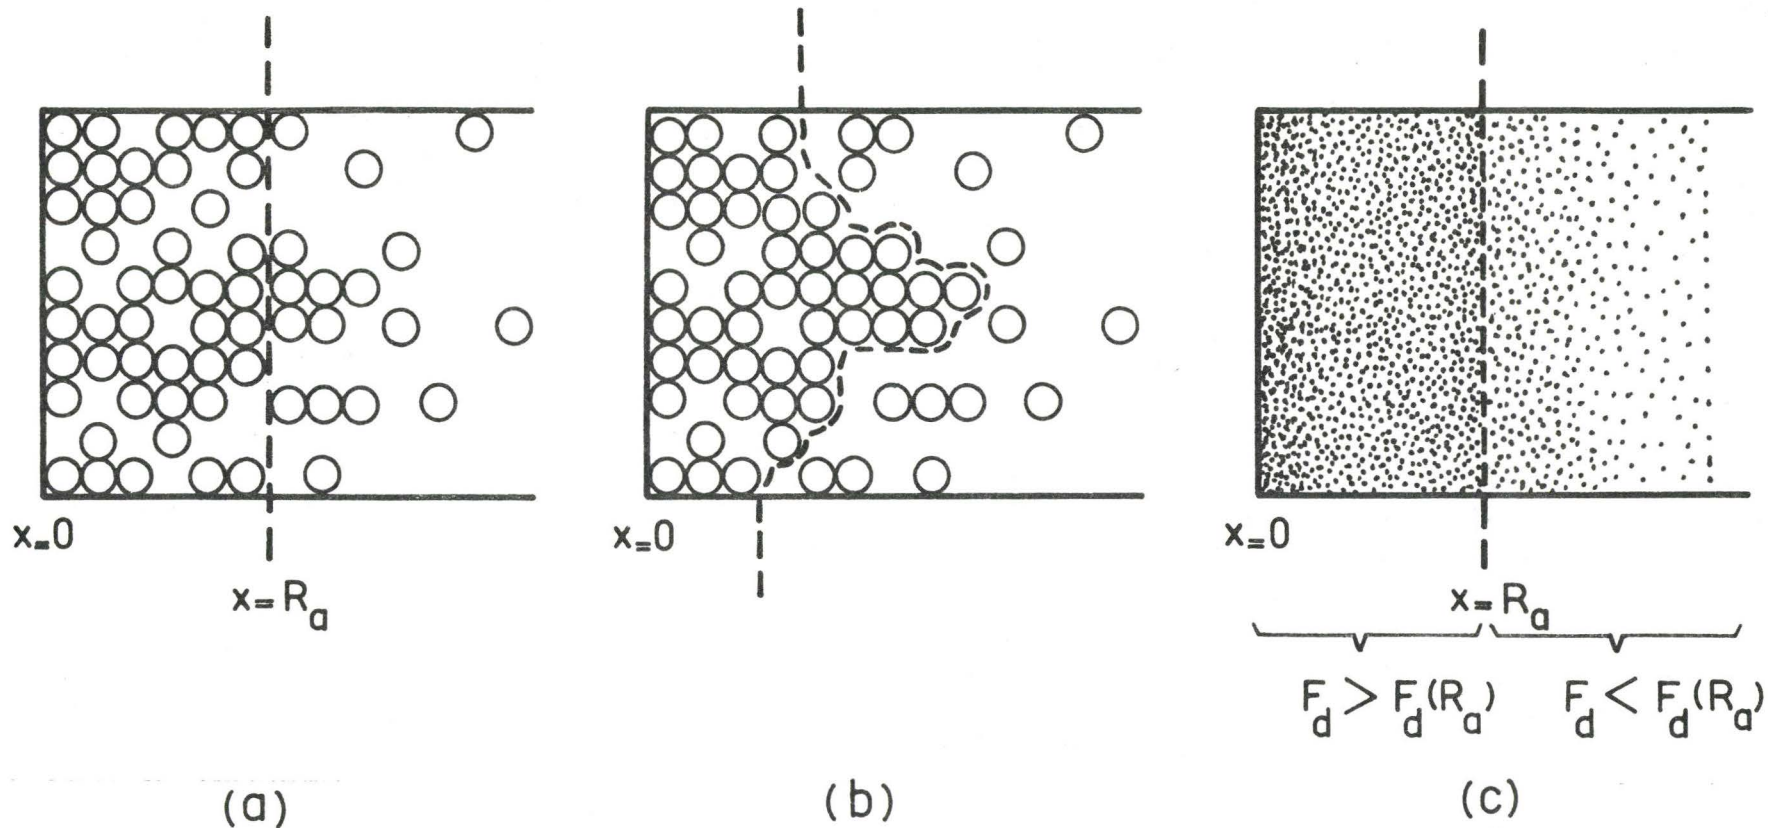 x=0
x=R_a
(a)
x=0
(b)
x=0
x=R_a
F_d > F_d(R_a)
F_d < F_d(R_a)
(c)